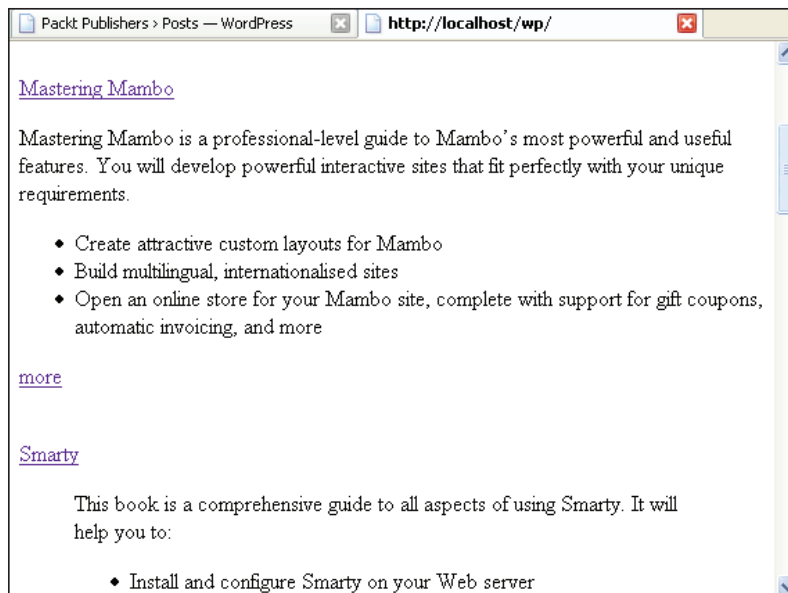 Packt Publishers › Posts — WordPress
http://localhost/wp/
Mastering Mambo
Mastering Mambo is a professional-level guide to Mambo’s most powerful and useful
features. You will develop powerful interactive sites that fit perfectly with your unique
requirements.
• Create attractive custom layouts for Mambo
• Build multilingual, internationalised sites
• Open an online store for your Mambo site, complete with support for gift coupons,
automatic invoicing, and more
more
Smarty
This book is a comprehensive guide to all aspects of using Smarty. It will
help you to:
• Install and configure Smarty on your Web server